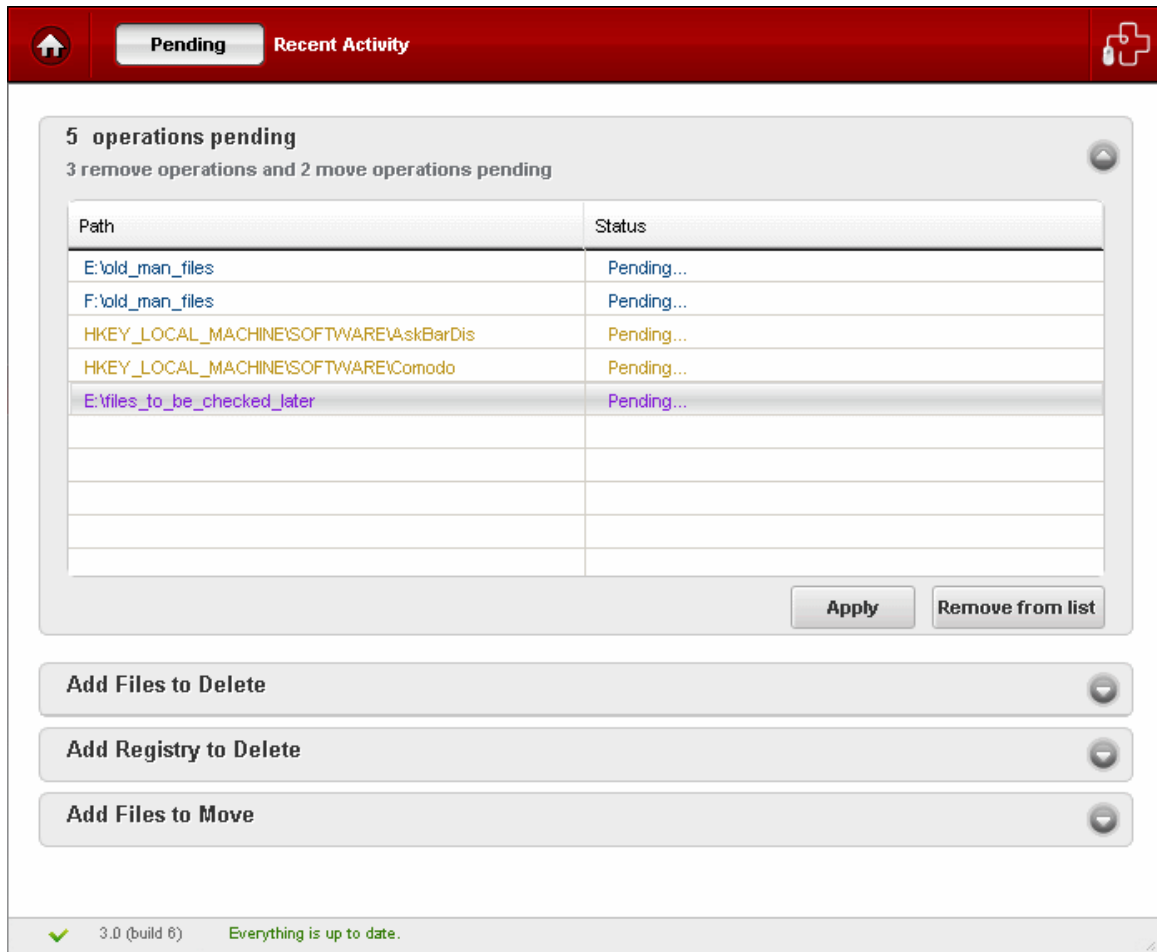 Pending Recent Activity
5 operations pending
3 remove operations and 2 move operations pending
Path Status
E:\old_man_files Pending...
F:\old_man_files Pending...
HKEY_LOCAL_MACHINE\SOFTWARE\AskBarDis Pending...
HKEY_LOCAL_MACHINE\SOFTWARE\Comodo Pending...
E:\files_to_be_checked_later Pending...
Apply Remove from list
Add Files to Delete
Add Registry to Delete
Add Files to Move
3.0 (build 6) Everything is up to date.